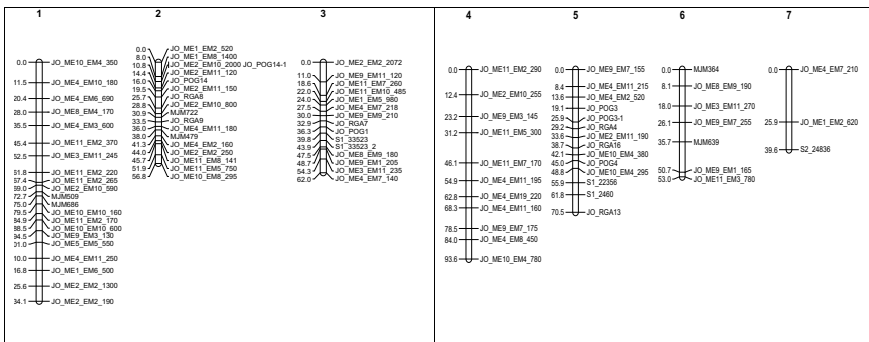 1
0.0 JO_ME10_EM4_350
11.5 JO_ME4_EM10_180
20.4 JO_ME4_EM6_690
28.0 JO_ME8_EM4_170
35.5 JO_ME4_EM3_600
45.4 JO_ME11_EM2_370
52.5 JO_ME3_EM11_245
61.8 JO_ME11_EM2_220
57.4 JO_ME11_EM2_265
69.0 JO_ME2_EM10_590
72.7 MJM509
75.0 MJM686
79.5 JO_ME10_EM10_160
84.9 JO_ME11_EM2_170
88.5 JO_ME10_EM10_600
94.5 JO_ME9_EM3_130
01.0 JO_ME5_EM5_550
10.0 JO_ME4_EM11_250
16.8 JO_ME1_EM6_500
25.6 JO_ME2_EM2_1300
34.1 JO_ME2_EM2_190
2
0.0 JO_ME1_EM2_520
8.0 JO_ME1_EM8_1400
10.8 JO_ME2_EM10_2000 JO_POG14-1
14.4 JO_ME2_EM11_120
16.0 JO_POG14
19.5 JO_ME2_EM11_150
25.7 JO_RGA8
28.8 JO_ME2_EM10_800
30.9 MJM722
33.5 JO_RGA9
36.0 JO_ME4_EM11_180
38.0 MJM479
41.3 JO_ME4_EM2_160
44.0 JO_ME2_EM2_250
45.7 JO_ME11_EM8_141
51.9 JO_ME11_EM5_750
56.8 JO_ME10_EM8_295
3
0.0 JO_ME2_EM2_2072
11.0 JO_ME9_EM11_120
18.6 JO_ME11_EM7_260
22.0 JO_ME11_EM10_485
24.0 JO_ME1_EM5_980
27.5 JO_ME4_EM7_218
30.0 JO_ME9_EM9_210
32.9 JO_RGA7
36.3 JO_POG1
39.8 S1_33523
43.9 S1_33523_2
47.5 JO_ME8_EM9_180
48.7 JO_ME9_EM1_205
54.3 JO_ME3_EM11_235
62.0 JO_ME4_EM7_140
4
0.0 JO_ME11_EM2_290
12.4 JO_ME2_EM10_255
23.2 JO_ME9_EM3_145
31.2 JO_ME11_EM5_300
46.1 JO_ME11_EM7_170
54.9 JO_ME4_EM11_195
62.8 JO_ME4_EM19_220
68.3 JO_ME4_EM11_160
78.5 JO_ME9_EM7_175
84.0 JO_ME4_EM8_450
93.6 JO_ME10_EM4_780
5
0.0 JO_ME9_EM7_155
8.4 JO_ME4_EM11_215
13.6 JO_ME4_EM2_520
19.1 JO_POG3
25.9 JO_POG3-1
29.2 JO_RGA4
33.6 JO_ME2_EM11_190
38.7 JO_RGA16
42.1 JO_ME10_EM4_380
45.0 JO_POG4
48.8 JO_ME10_EM4_295
55.9 S1_22356
61.8 S1_2460
70.5 JO_RGA13
6
0.0 MJM364
8.1 JO_ME8_EM9_190
18.0 JO_ME3_EM11_270
26.1 JO_ME9_EM7_255
35.7 MJM639
50.7 JO_ME9_EM1_165
53.0 JO_ME11_EM3_780
7
0.0 JO_ME4_EM7_210
25.9 JO_ME1_EM2_620
39.6 S2_24836